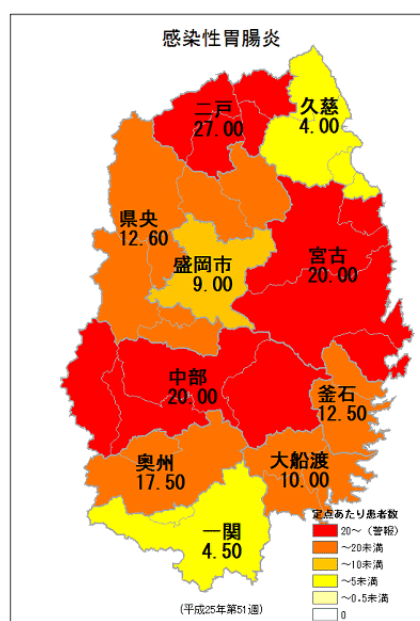 感染性胃腸炎
二戸
27.00
久慈
4.00
県央
12.60
盛岡市
9.00
宮古
20.00
中部
20.00
釜石
12.50
奥州
17.50
大船渡
10.00
一関
4.50
定点あたり患者数
20～（警報）
～20未満
～10未満
～5未満
～0.5未満
0
(平成25年第51週)